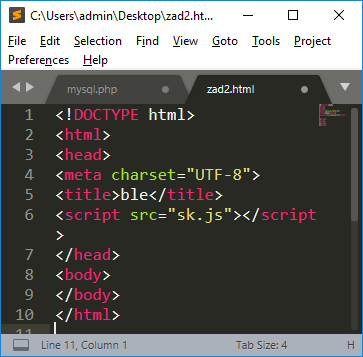 C:\Users\admin\Desktop\zad2.ht...
File Edit Selection Find View Goto Tools Project
Preferences Help
mysql.php zad2.html
1 <!DOCTYPE html>
2 <html>
3 <head>
4 <meta charset="UTF-8">
5 <title>ble</title>
6 <script src="sk.js"></script
>
7 </head>
8 <body>
9 </body>
10 </html>
11
Line 11, Column 1 Tab Size: 4 H